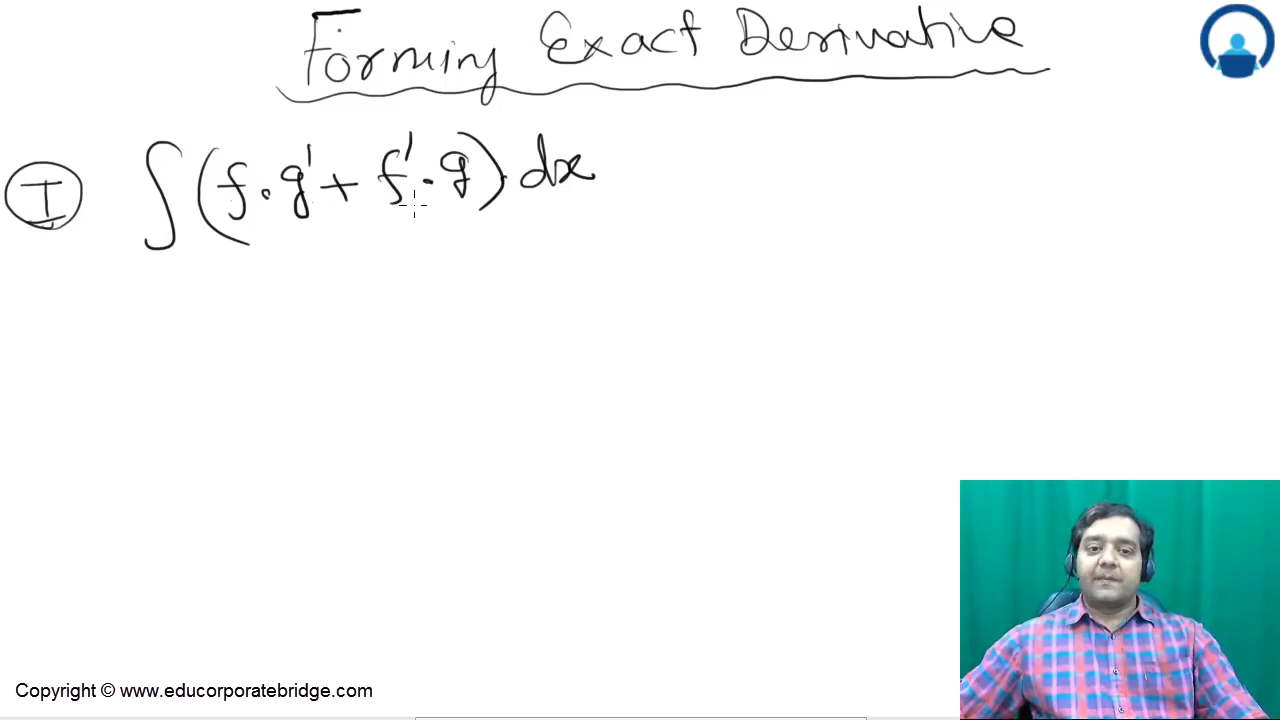 Forming Exact Derivative
I ∫(f·g'+ f'·g) dx
Copyright © www.educorporatebridge.com